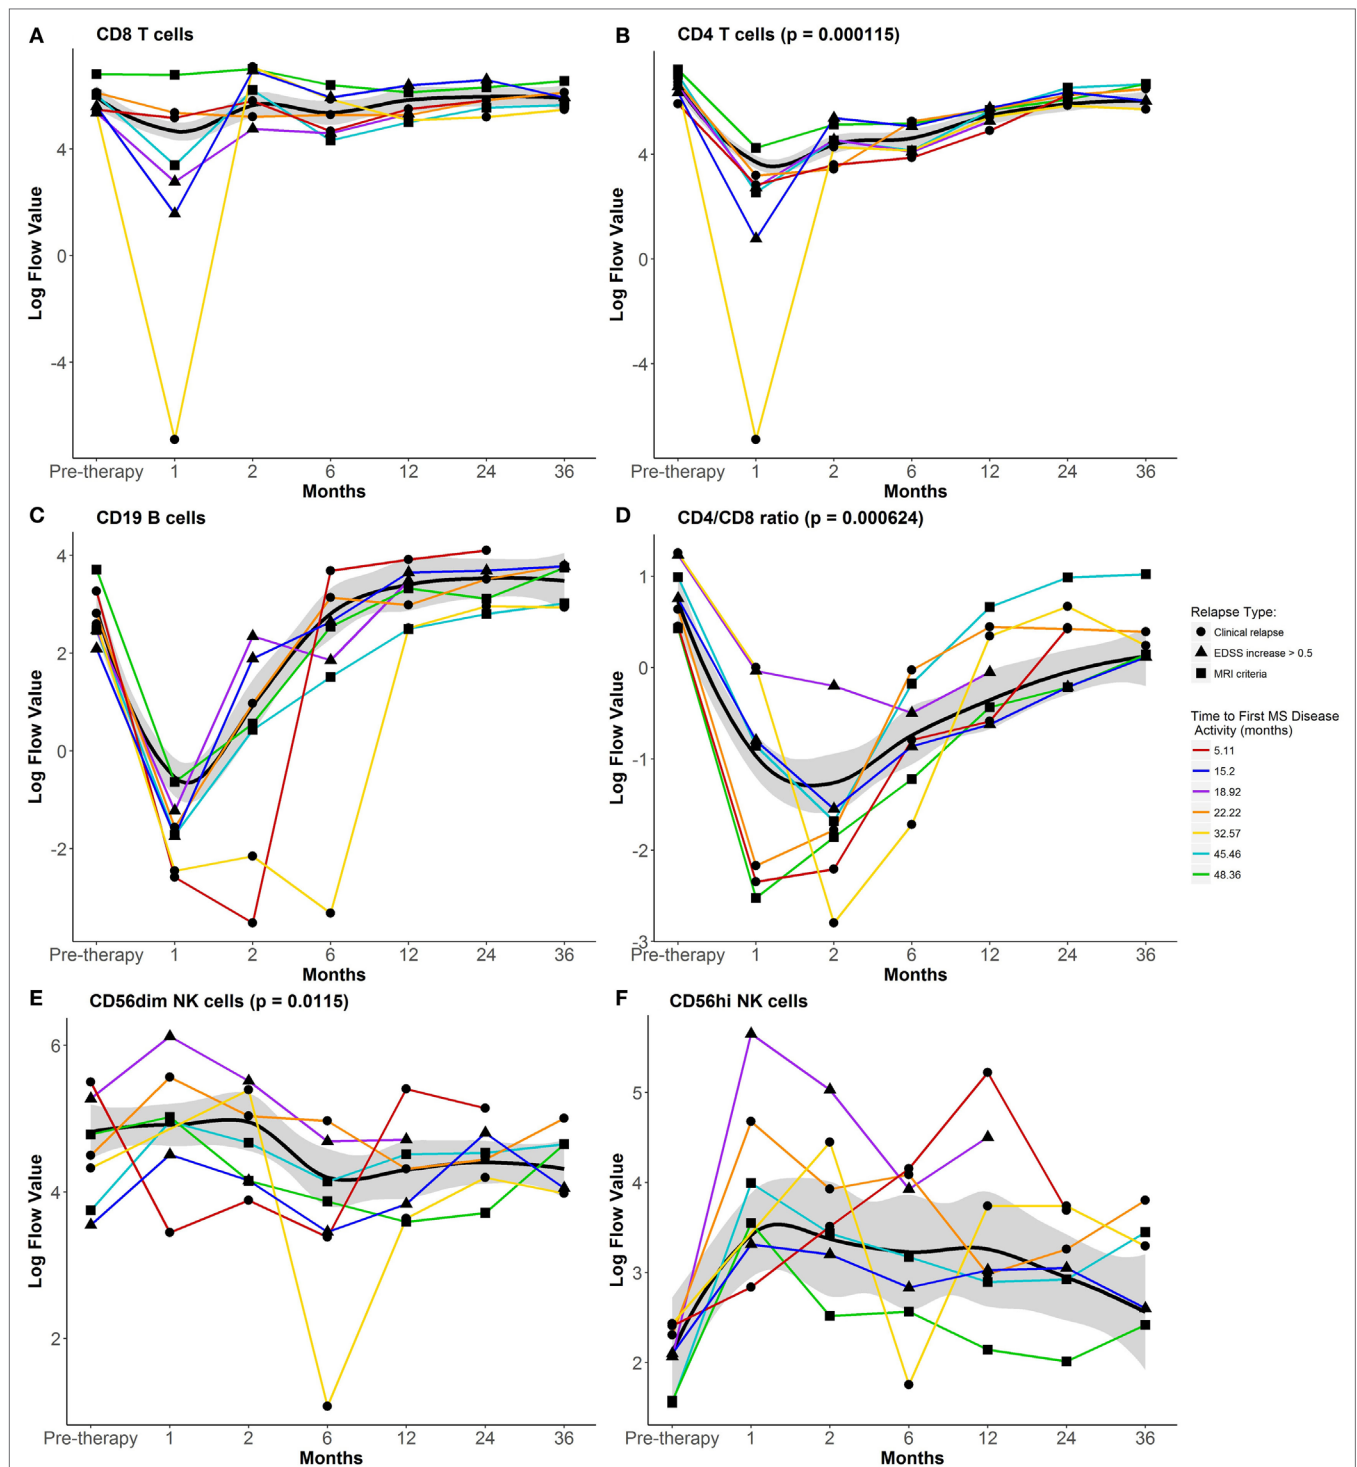 A CD8 T cells
Log Flow Value
4
0
-4
Pre-therapy 1 2 6 12 24 36
Months
B CD4 T cells (p = 0.000115)
Log Flow Value
4
0
-4
Pre-therapy 1 2 6 12 24 36
Months
C CD19 B cells
Log Flow Value
4
2
0
-2
Pre-therapy 1 2 6 12 24 36
Months
D CD4/CD8 ratio (p = 0.000624)
Log Flow Value
1
0
-1
-2
-3
Pre-therapy 1 2 6 12 24 36
Months
Relapse Type:
Clinical relapse
EDSS increase > 0.5
MRI criteria
Time to First MS Disease
Activity (months)
5.11
15.2
18.92
22.22
32.57
45.46
48.36
E CD56dim NK cells (p = 0.0115)
Log Flow Value
6
4
2
Pre-therapy 1 2 6 12 24 36
Months
F CD56hi NK cells
Log Flow Value
5
4
3
2
Pre-therapy 1 2 6 12 24 36
Months